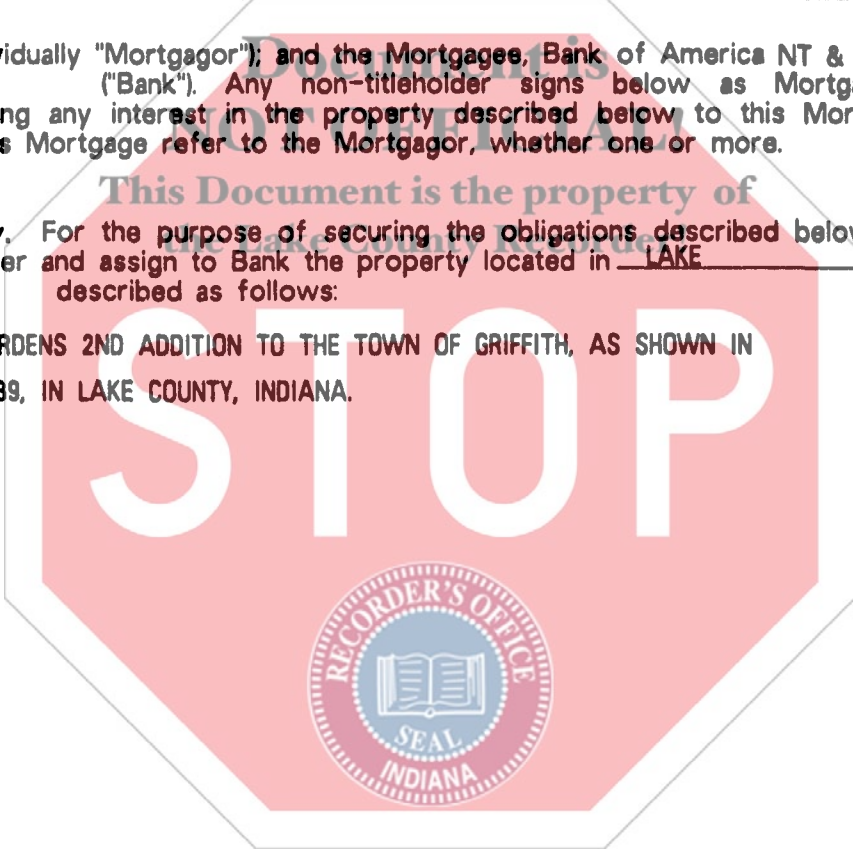 vidually "Mortgagor"); and the Mortgagee, Bank of America NT &
Document is
("Bank"). Any non-titleholder signs below as Mortga
ng any interest in the property described below to this Mor
NOT OFFICIAL!
s Mortgage refer to the Mortgagor, whether one or more.
This Document is the property of
. For the purpose of securing the obligations described below
the Lake County Recorder!
er and assign to Bank the property located in LAKE
described as follows:
RDENS 2ND ADDITION TO THE TOWN OF GRIFFITH, AS SHOWN IN
39, IN LAKE COUNTY, INDIANA.
STOP
RECORDER'S OFFICE
SEAL
INDIANA